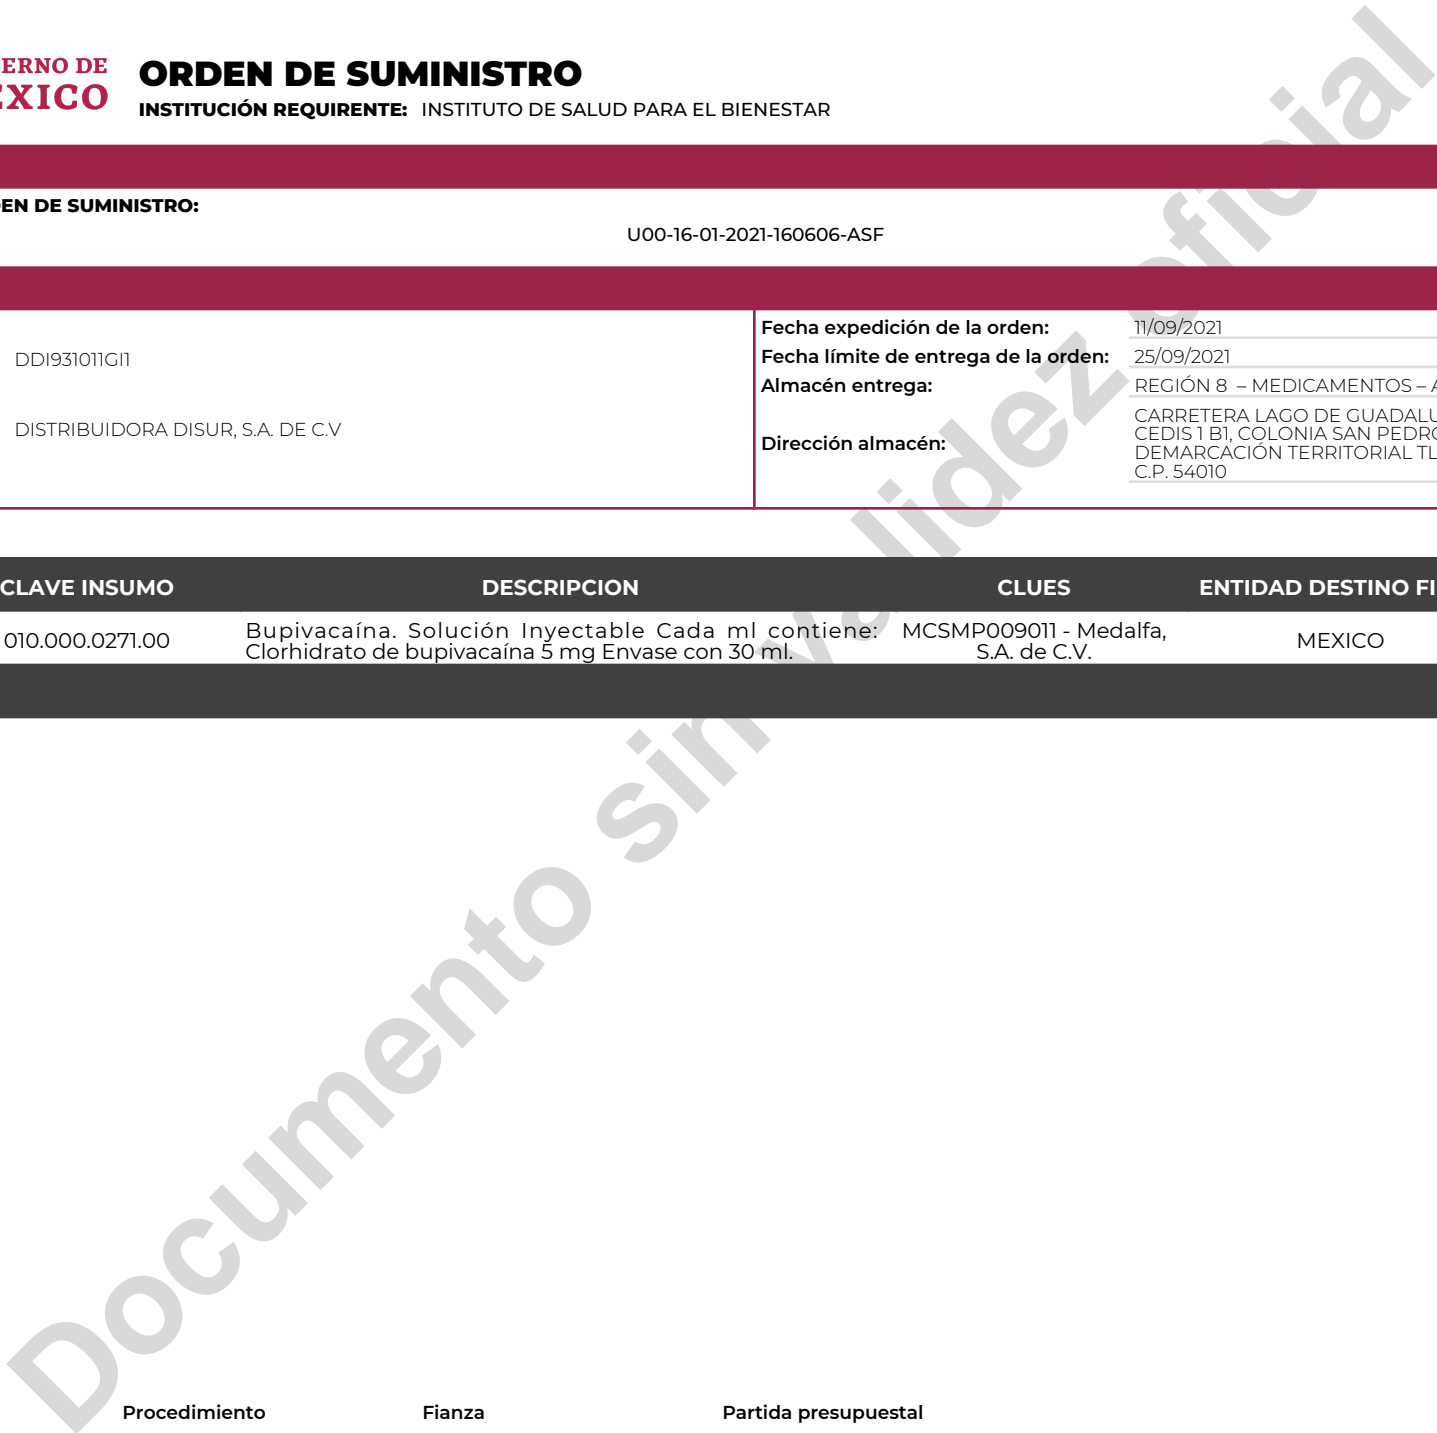 ERNO DE
EXICO
ORDEN DE SUMINISTRO
INSTITUCIÓN REQUIRENTE: INSTITUTO DE SALUD PARA EL BIENESTAR
EN DE SUMINISTRO:
U00-16-01-2021-160606-ASF
DDI931011GI1
DISTRIBUIDORA DISUR, S.A. DE C.V
Fecha expedición de la orden: 11/09/2021
Fecha límite de entrega de la orden: 25/09/2021
Almacén entrega: REGIÓN 8 – MEDICAMENTOS – A
Dirección almacén:
CARRETERA LAGO DE GUADALU
CEDIS 1 B1, COLONIA SAN PEDRO
DEMARCACIÓN TERRITORIAL TL
C.P. 54010
CLAVE INSUMO DESCRIPCION CLUES ENTIDAD DESTINO FI
010.000.0271.00
Bupivacaína. Solución Inyectable Cada ml contiene:
Clorhidrato de bupivacaína 5 mg Envase con 30 ml.
MCSMP009011 - Medalfa,
S.A. de C.V.
MEXICO
Documento sin validez oficial
Procedimiento Fianza Partida presupuestal